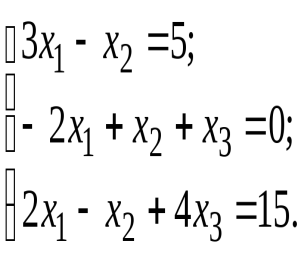 3x₁ - x₂ =5;
- 2x₁ + x₂ + x₃ =0;
2x₁ - x₂ + 4x₃ =15.